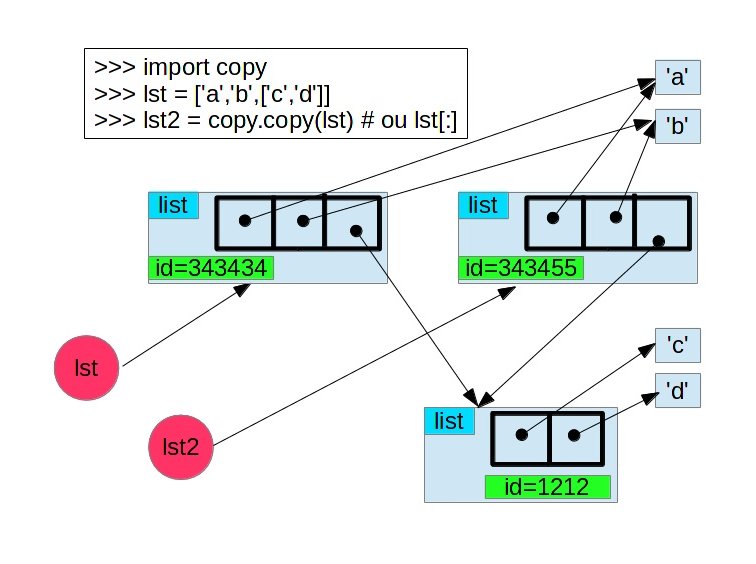 >>> import copy
>>> lst = ['a','b',['c','d']]
>>> lst2 = copy.copy(lst) # ou lst[:]
'a'
'b'
list
id=343434
list
id=343455
lst
lst2
'c'
'd'
list
id=1212